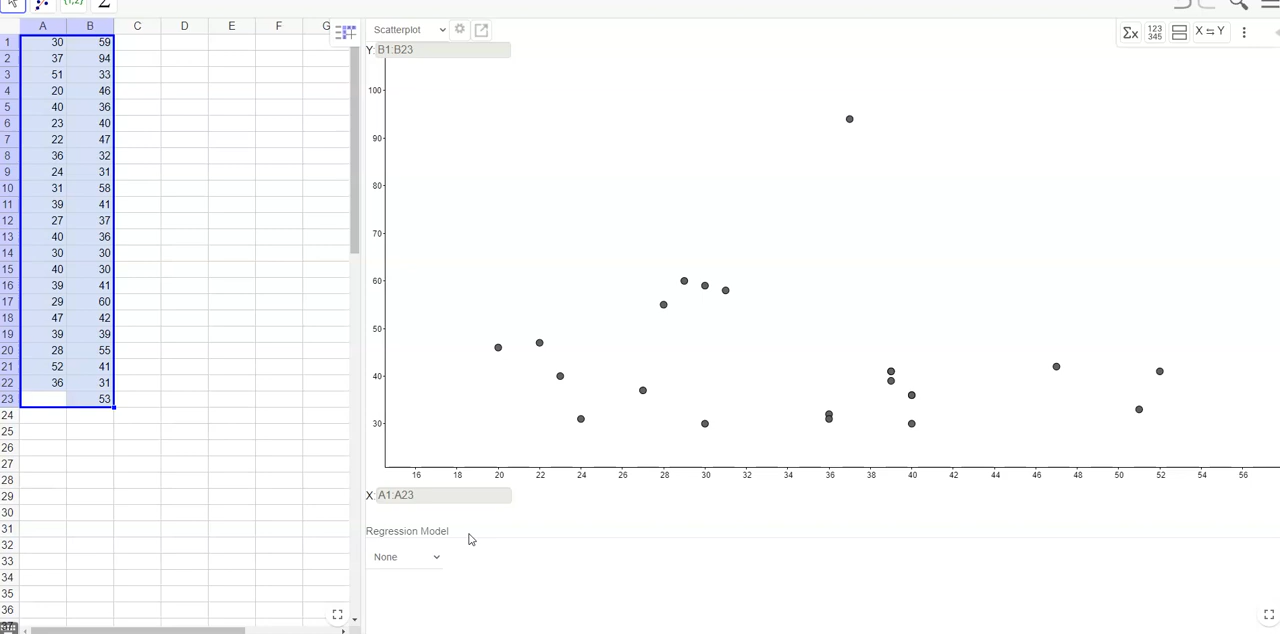 {1,2} Σ
A B C D E F G
Scatterplot
Σx 123 345 X ⇆ Y
Y: B1:B23
1 30 59
2 37 94
3 51 33
4 20 46
5 40 36
6 23 40
7 22 47
8 36 32
9 24 31
10 31 58
11 39 41
12 27 37
13 40 36
14 30 30
15 40 30
16 39 41
17 29 60
18 47 42
19 39 39
20 28 55
21 52 41
22 36 31
23 53
24
25
26
27
28
29
30
31
32
33
34
35
36
100
90
80
70
60
50
40
30
16 18 20 22 24 26 28 30 32 34 36 38 40 42 44 46 48 50 52 54 56
X: A1:A23
Regression Model
None